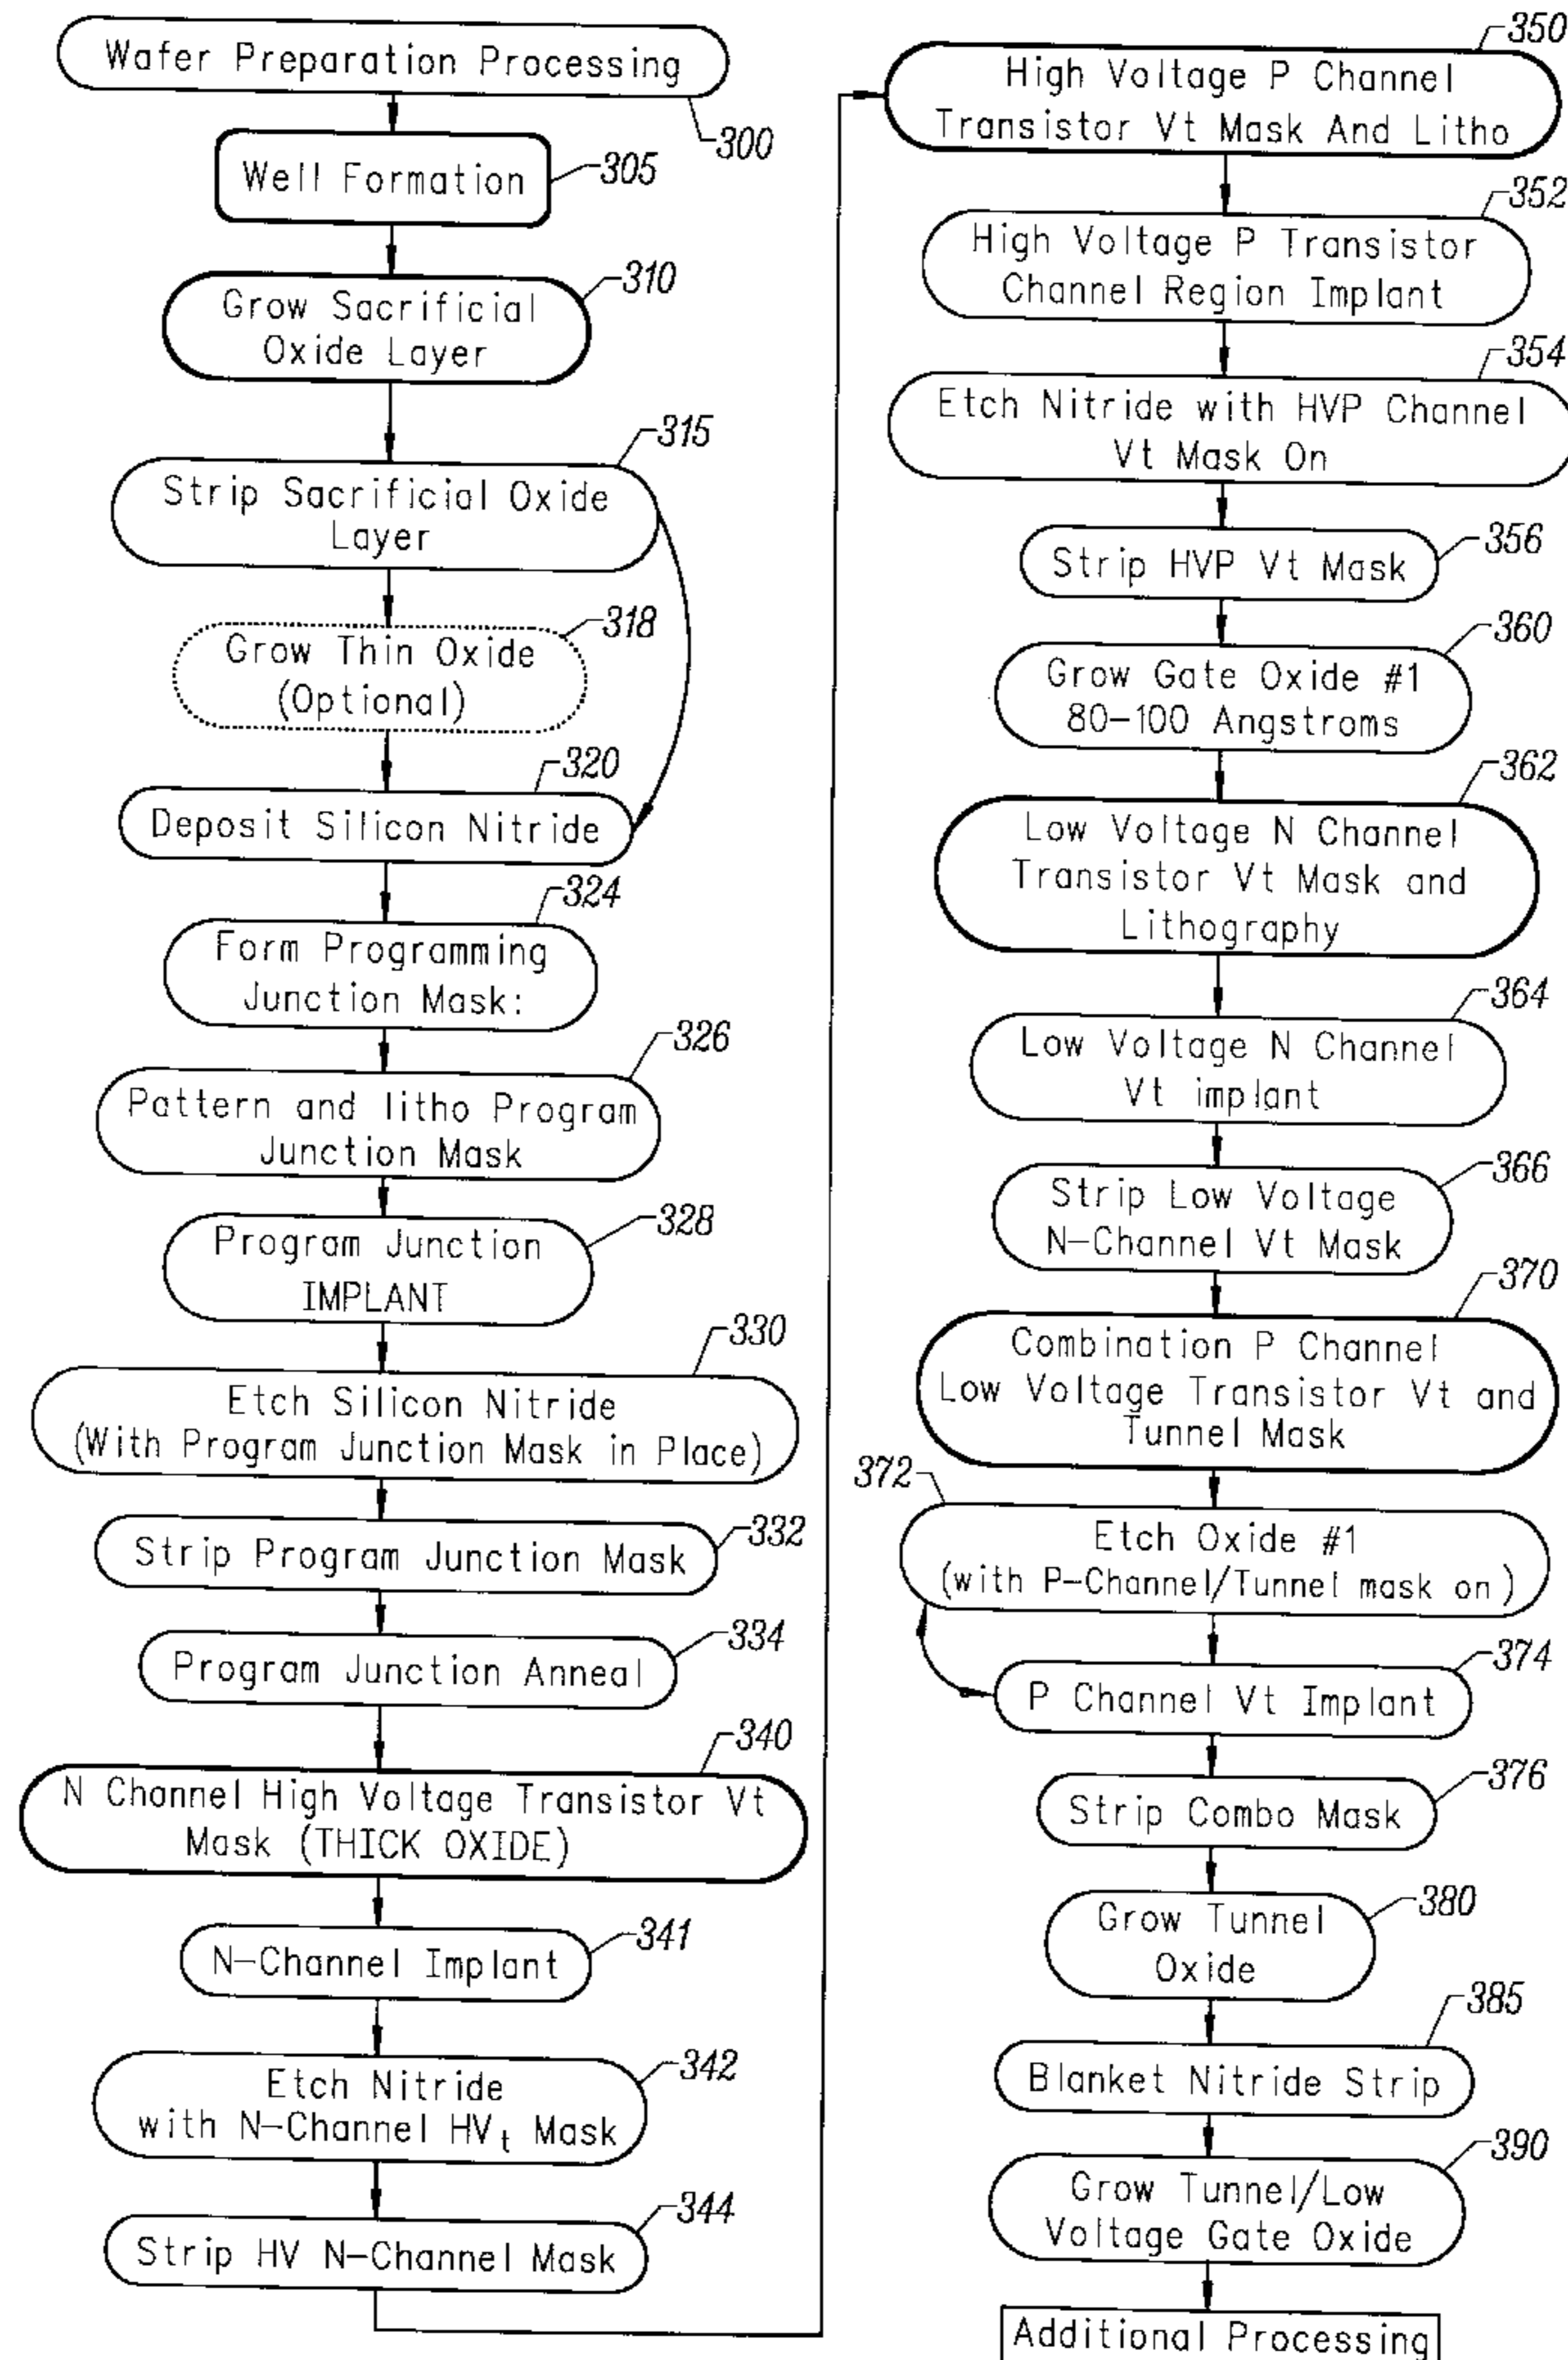 Wafer Preparation Processing
300
Well Formation
305
Grow Sacrificial
Oxide Layer
310
Strip Sacrificial Oxide
Layer
315
Grow Thin Oxide
(Optional)
318
Deposit Silicon Nitride
320
Form Programming
Junction Mask:
324
Pattern and litho Program
Junction Mask
326
Program Junction
IMPLANT
328
Etch Silicon Nitride
(With Program Junction Mask in Place)
330
Strip Program Junction Mask
332
Program Junction Anneal
334
N Channel High Voltage Transistor Vt
Mask (THICK OXIDE)
340
N-Channel Implant
341
Etch Nitride
with N-Channel HVt Mask
342
Strip HV N-Channel Mask
344
High Voltage P Channel
Transistor Vt Mask And Litho
350
High Voltage P Transistor
Channel Region Implant
352
Etch Nitride with HVP Channel
Vt Mask On
354
Strip HVP Vt Mask
356
Grow Gate Oxide #1
80-100 Angstroms
360
Low Voltage N Channel
Transistor Vt Mask and
Lithography
362
Low Voltage N Channel
Vt implant
364
Strip Low Voltage
N-Channel Vt Mask
366
Combination P Channel
Low Voltage Transistor Vt and
Tunnel Mask
370
Etch Oxide #1
(with P-Channel/Tunnel mask on)
372
P Channel Vt Implant
374
Strip Combo Mask
376
Grow Tunnel
Oxide
380
Blanket Nitride Strip
385
Grow Tunnel/Low
Voltage Gate Oxide
390
Additional Processing